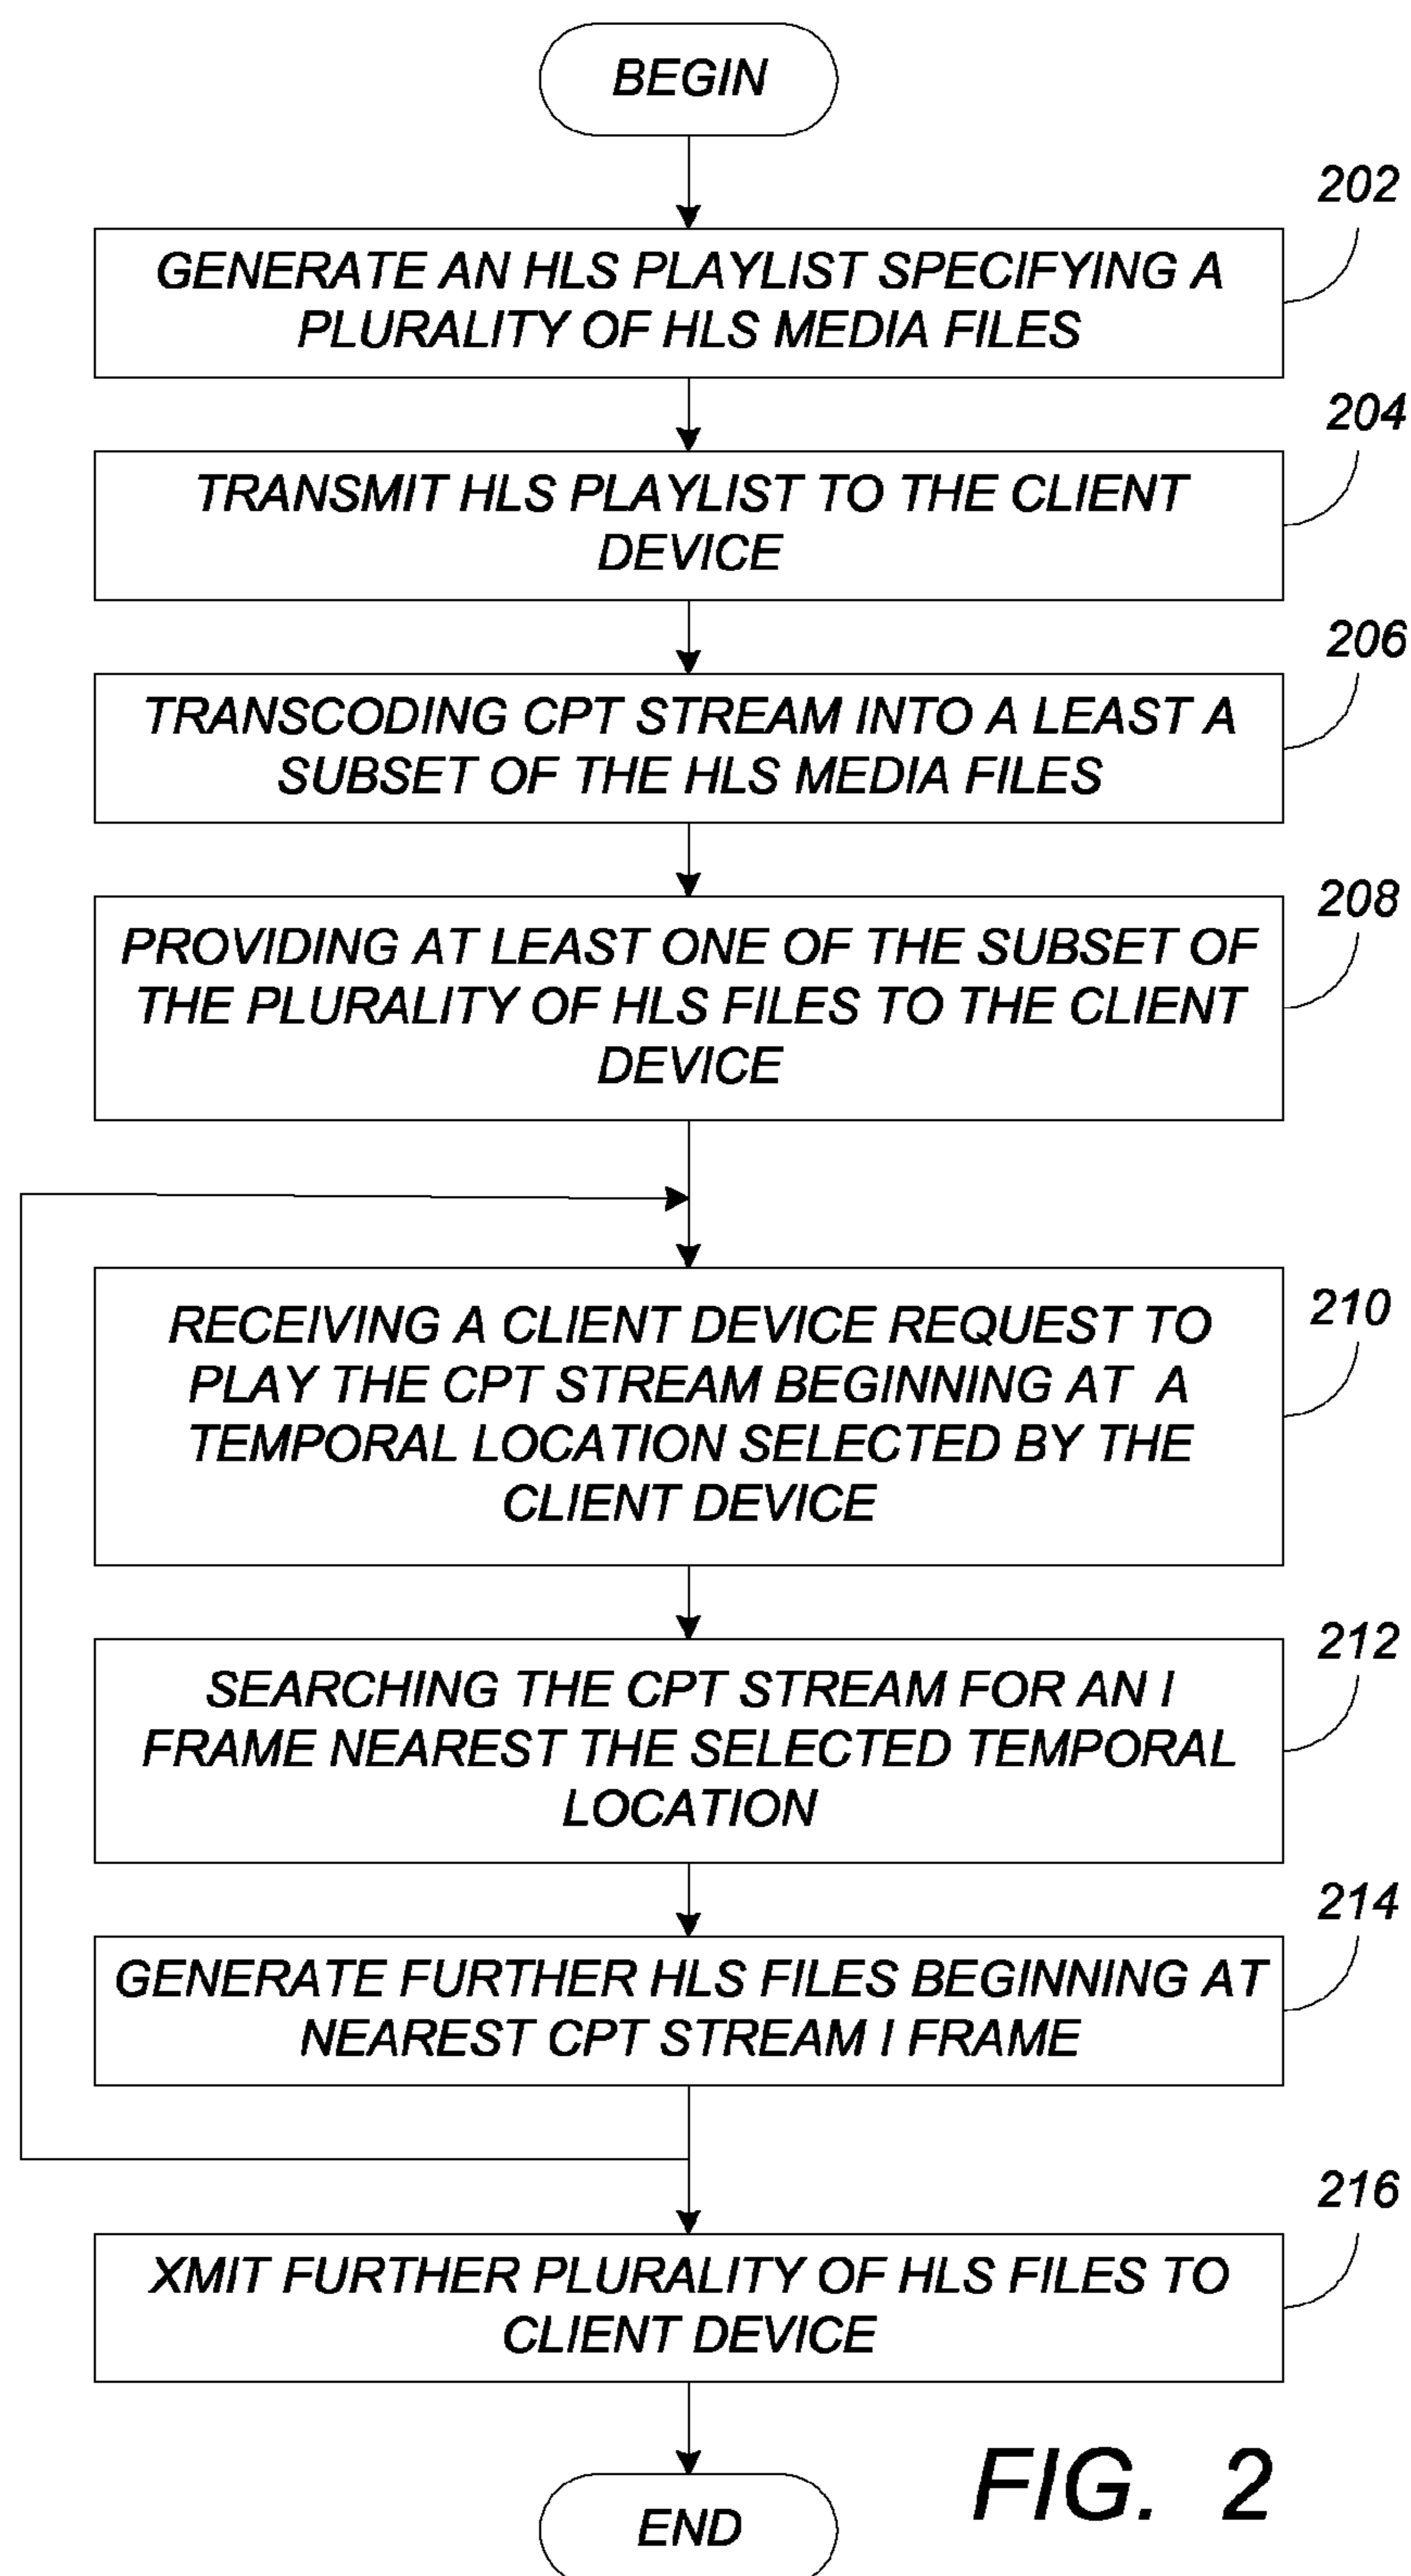 BEGIN
202
GENERATE AN HLS PLAYLIST SPECIFYING A
PLURALITY OF HLS MEDIA FILES
204
TRANSMIT HLS PLAYLIST TO THE CLIENT
DEVICE
206
TRANSCODING CPT STREAM INTO A LEAST A
SUBSET OF THE HLS MEDIA FILES
208
PROVIDING AT LEAST ONE OF THE SUBSET OF
THE PLURALITY OF HLS FILES TO THE CLIENT
DEVICE
210
RECEIVING A CLIENT DEVICE REQUEST TO
PLAY THE CPT STREAM BEGINNING AT A
TEMPORAL LOCATION SELECTED BY THE
CLIENT DEVICE
212
SEARCHING THE CPT STREAM FOR AN I
FRAME NEAREST THE SELECTED TEMPORAL
LOCATION
214
GENERATE FURTHER HLS FILES BEGINNING AT
NEAREST CPT STREAM I FRAME
216
XMIT FURTHER PLURALITY OF HLS FILES TO
CLIENT DEVICE
END
FIG. 2